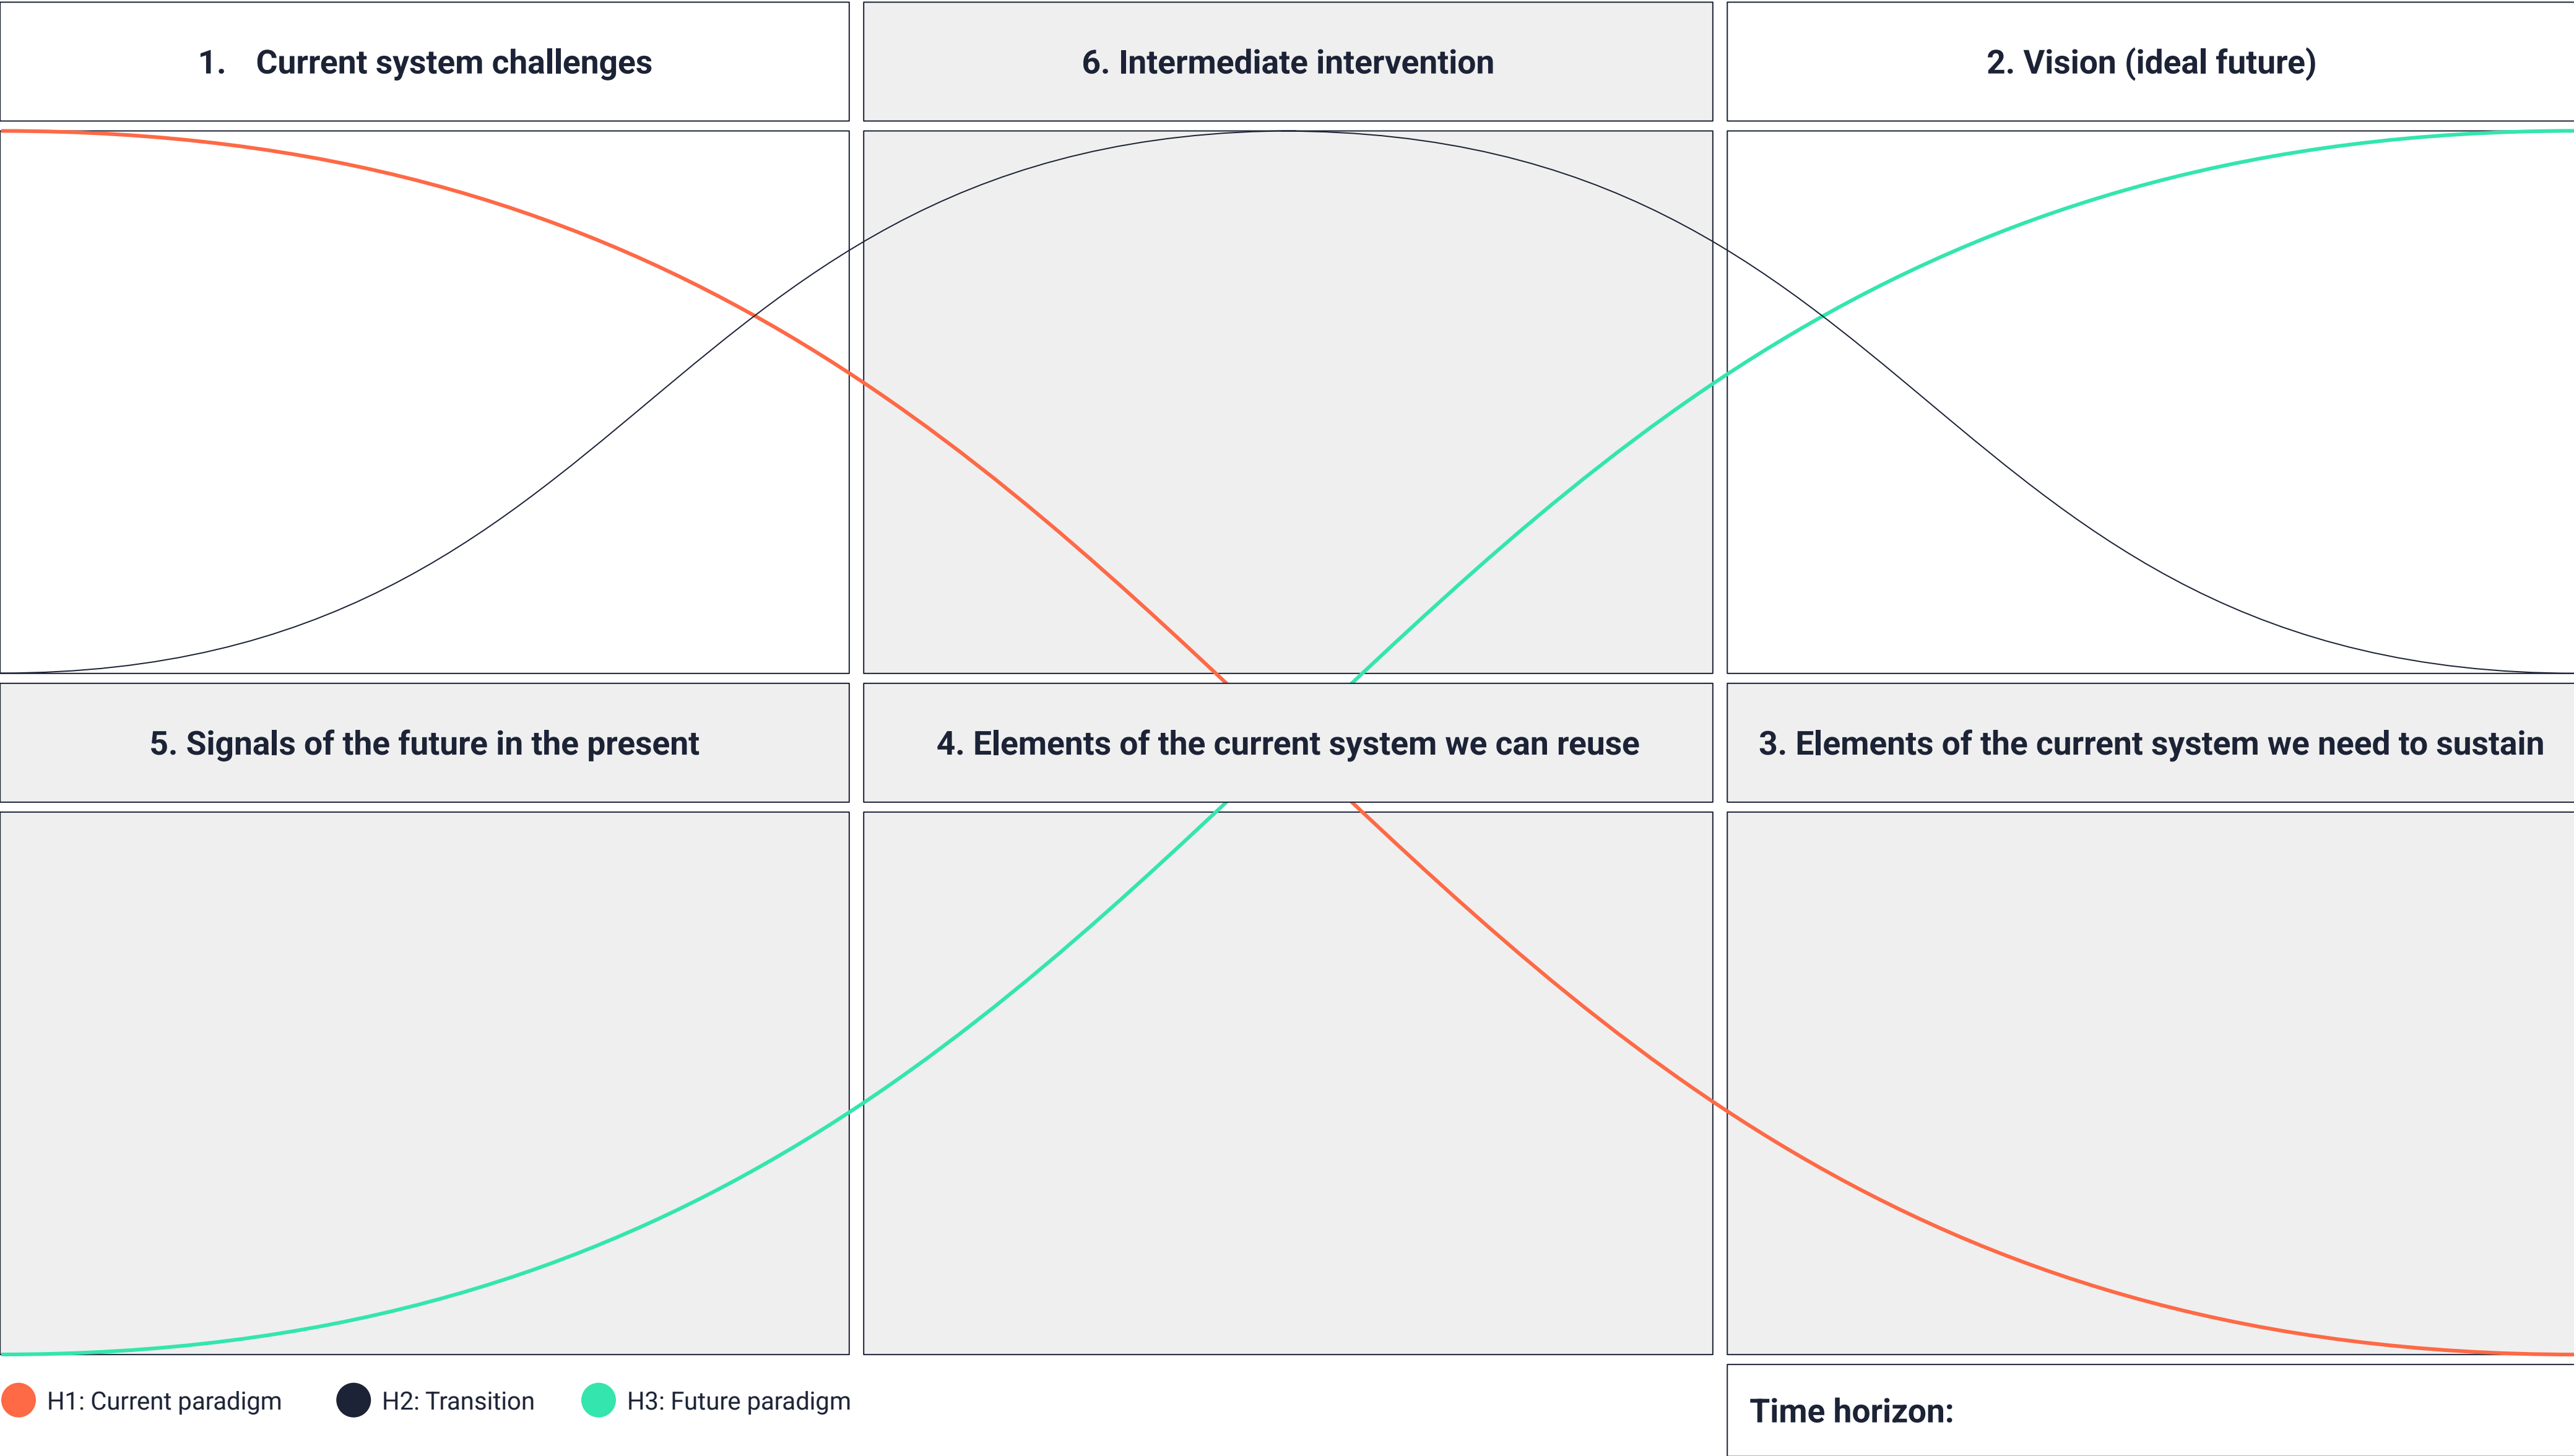 1. Current system challenges
6. Intermediate intervention
2. Vision (ideal future)
5. Signals of the future in the present
4. Elements of the current system we can reuse
3. Elements of the current system we need to sustain
H1: Current paradigm
H2: Transition
H3: Future paradigm
Time horizon: